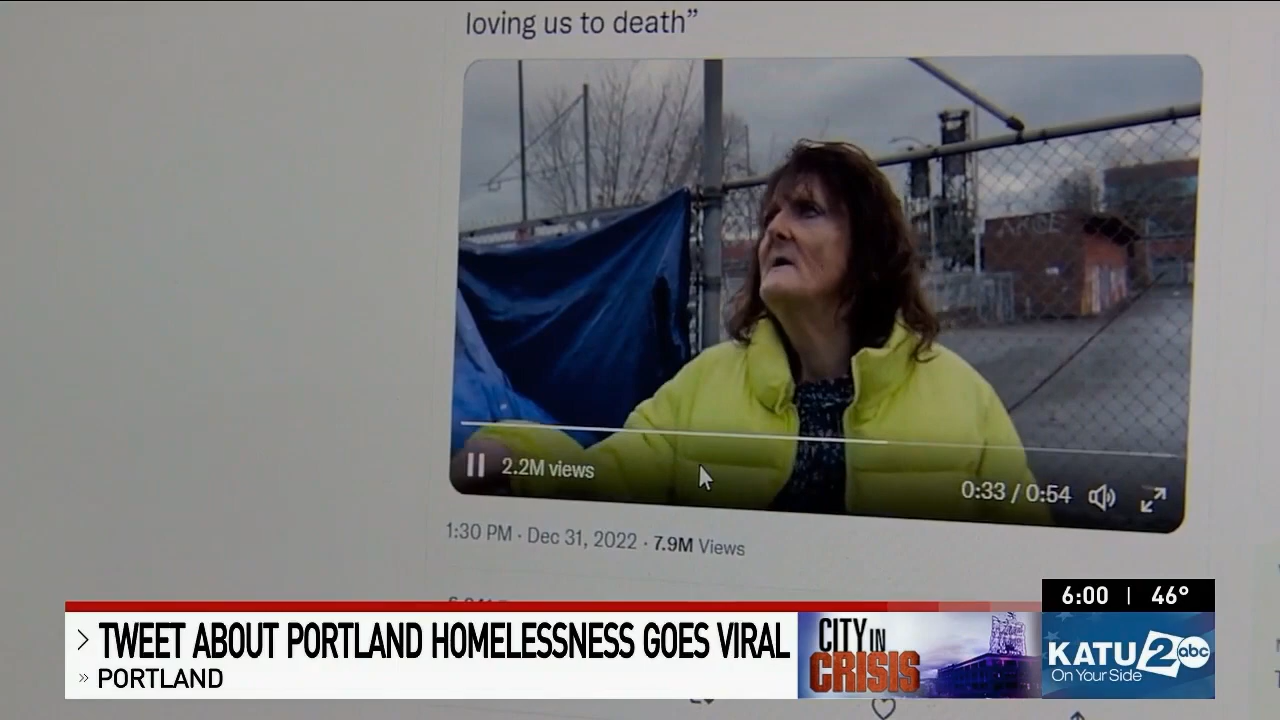 loving us to death”
2.2M views
0:33 / 0:54
1:30 PM · Dec 31, 2022 · 7.9M Views
6:00 | 46°
TWEET ABOUT PORTLAND HOMELESSNESS GOES VIRAL
PORTLAND
CITY IN
CRISIS
KATU 2 abc
On Your Side